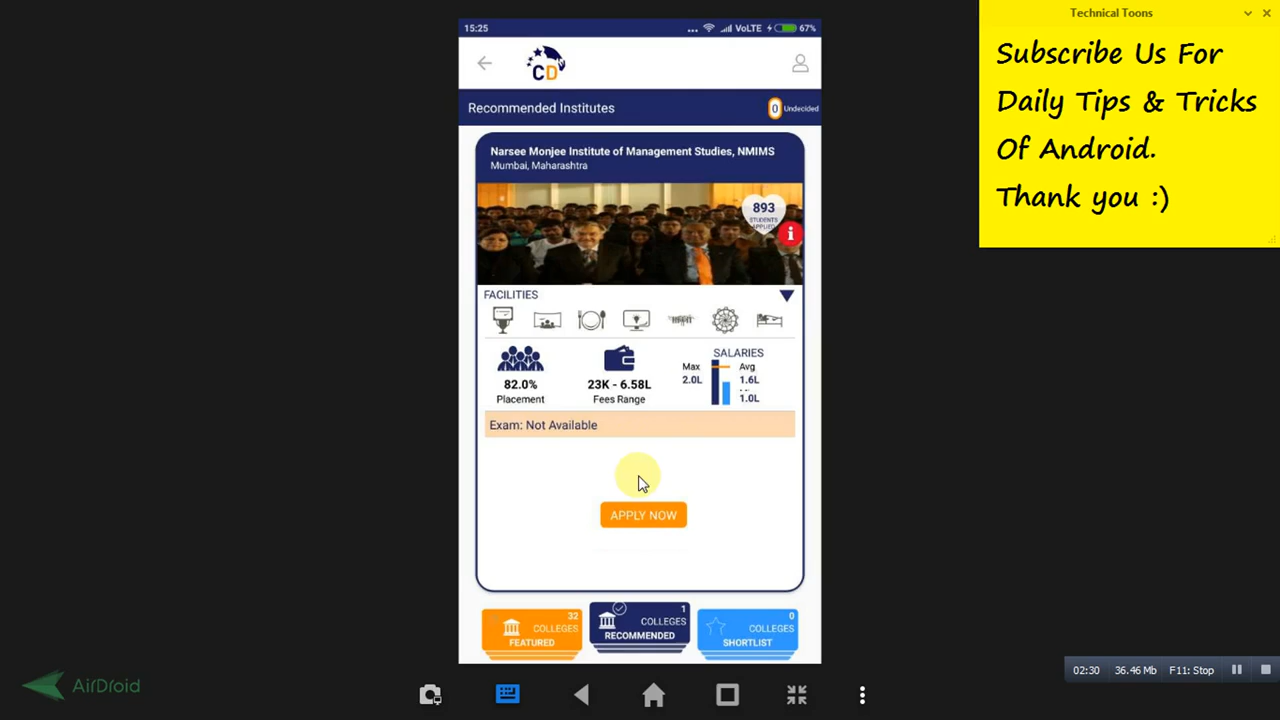 Technical Toons
Subscribe Us For
Daily Tips & Tricks
Of Android.
Thank you :)
15:25
... VoLTE 67%
CD
Recommended Institutes
0 Undecided
Narsee Monjee Institute of Management Studies, NMIMS
Mumbai, Maharashtra
893
STUDENTS
APPLIED
i
FACILITIES
82.0%
Placement
23K - 6.58L
Fees Range
SALARIES
Max
2.0L
Avg
1.6L
1.0L
Exam: Not Available
APPLY NOW
32
COLLEGES
FEATURED
1
COLLEGES
RECOMMENDED
0
COLLEGES
SHORTLIST
02:30 36.46 Mb F11: Stop
AirDroid